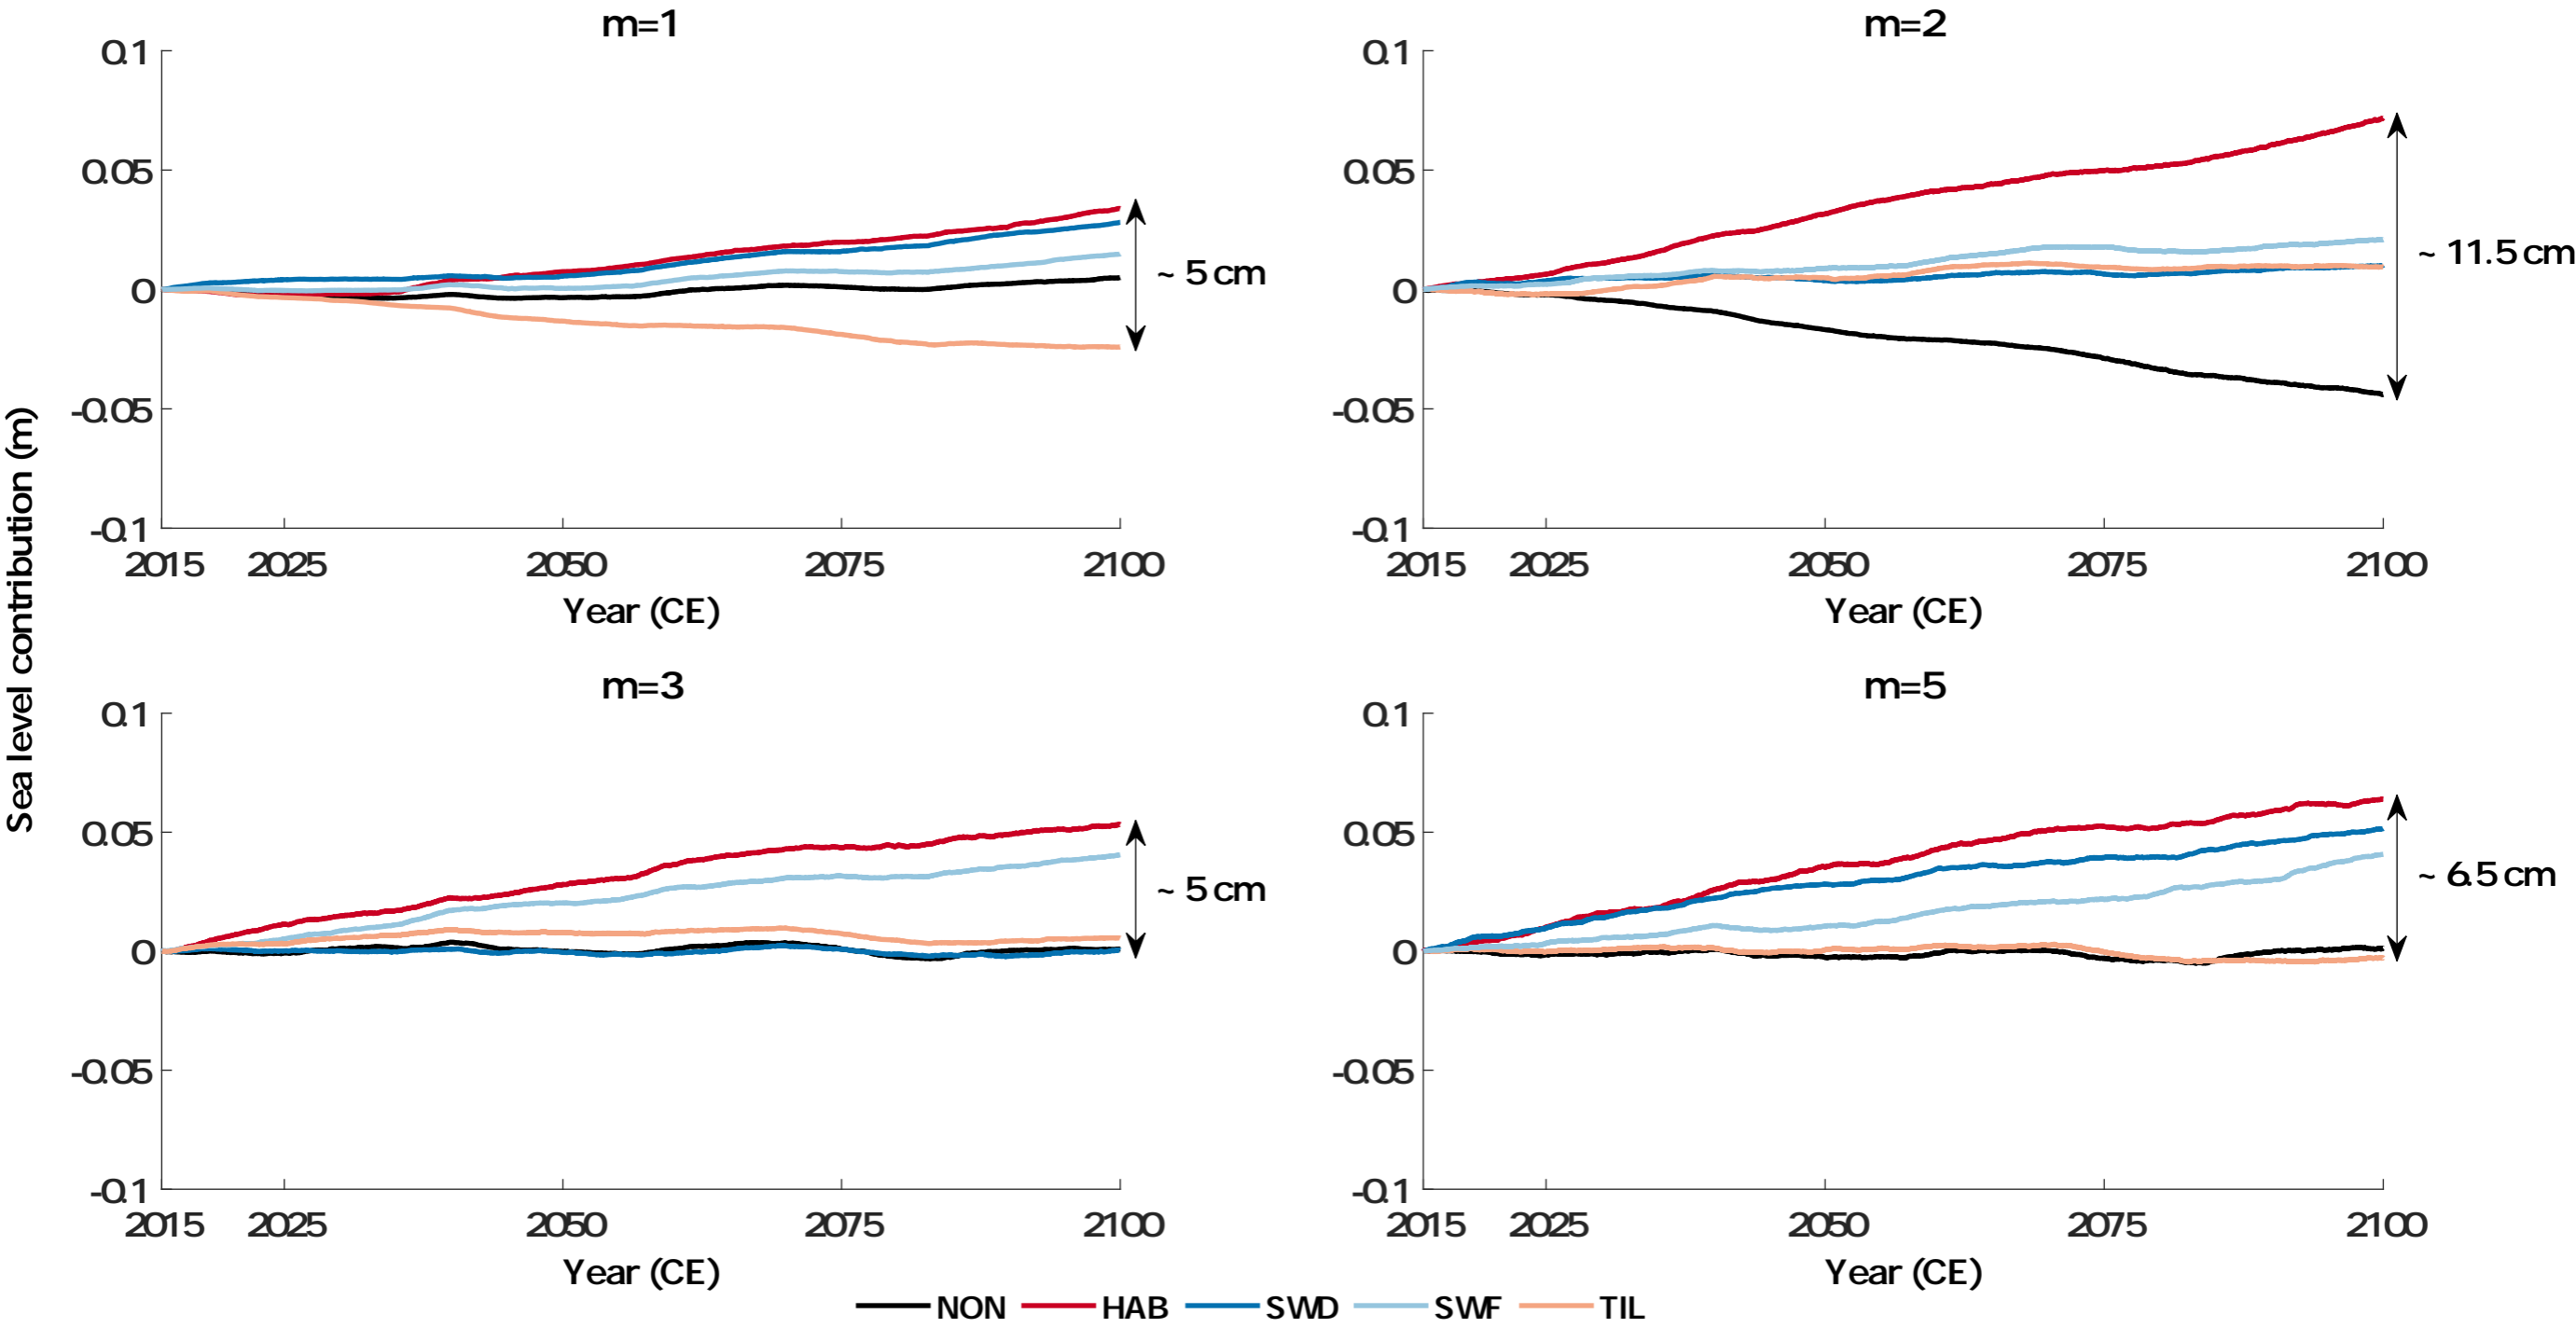 m=1
0.1
0.05
0
-0.05
-0.1
2015 2025 2050 2075 2100
Year (CE)
~ 5 cm
m=2
0.1
0.05
0
-0.05
-0.1
2015 2025 2050 2075 2100
Year (CE)
~ 11.5 cm
Sea level contribution (m)
m=3
0.1
0.05
0
-0.05
-0.1
2015 2025 2050 2075 2100
Year (CE)
~ 5 cm
m=5
0.1
0.05
0
-0.05
-0.1
2015 2025 2050 2075 2100
Year (CE)
~ 6.5 cm
NON HAB SWD SWF TIL